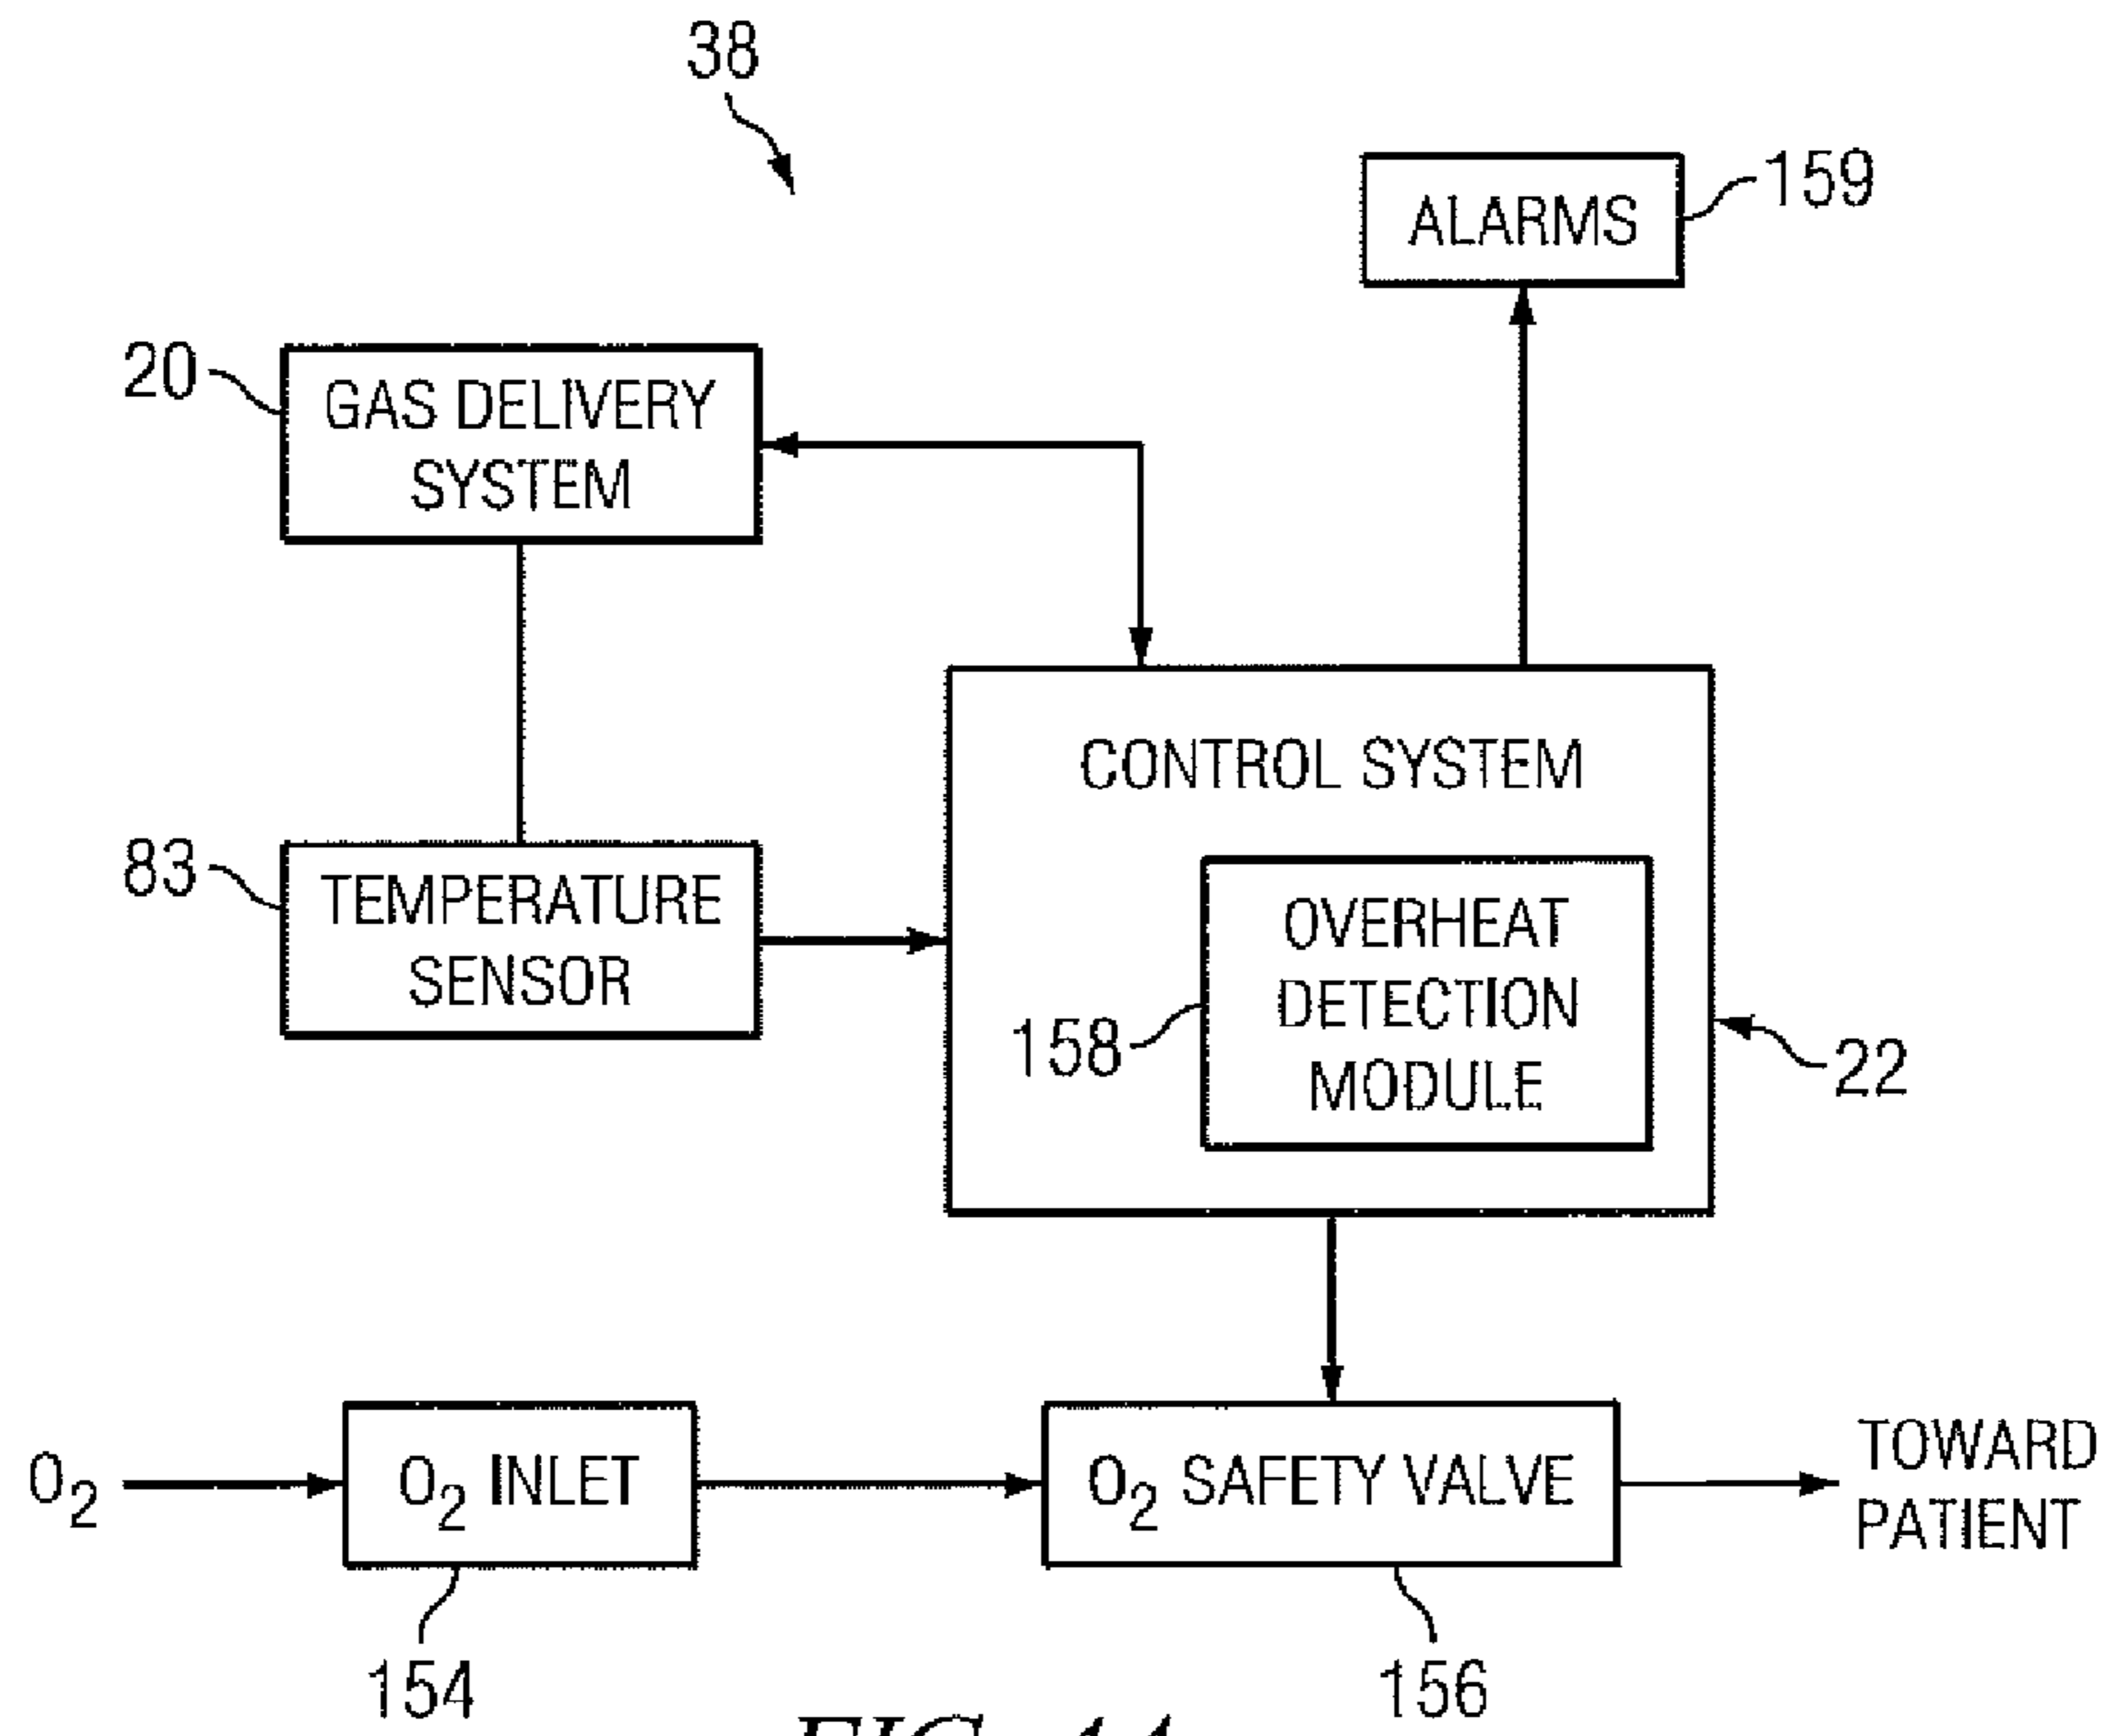 38
ALARMS
159
20
GAS DELIVERY
SYSTEM
CONTROL SYSTEM
83
TEMPERATURE
SENSOR
OVERHEAT
DETECTION
MODULE
158
22
O2
O2 INLET
O2 SAFETY VALVE
TOWARD
PATIENT
154
156